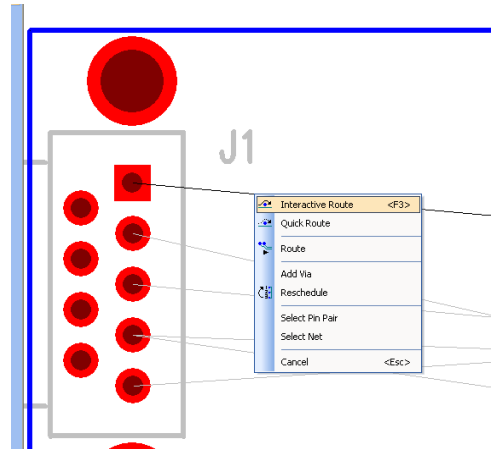 J1
Interactive Route <F3>
Quick Route
Route
Add Via
Reschedule
Select Pin Pair
Select Net
Cancel <Esc>